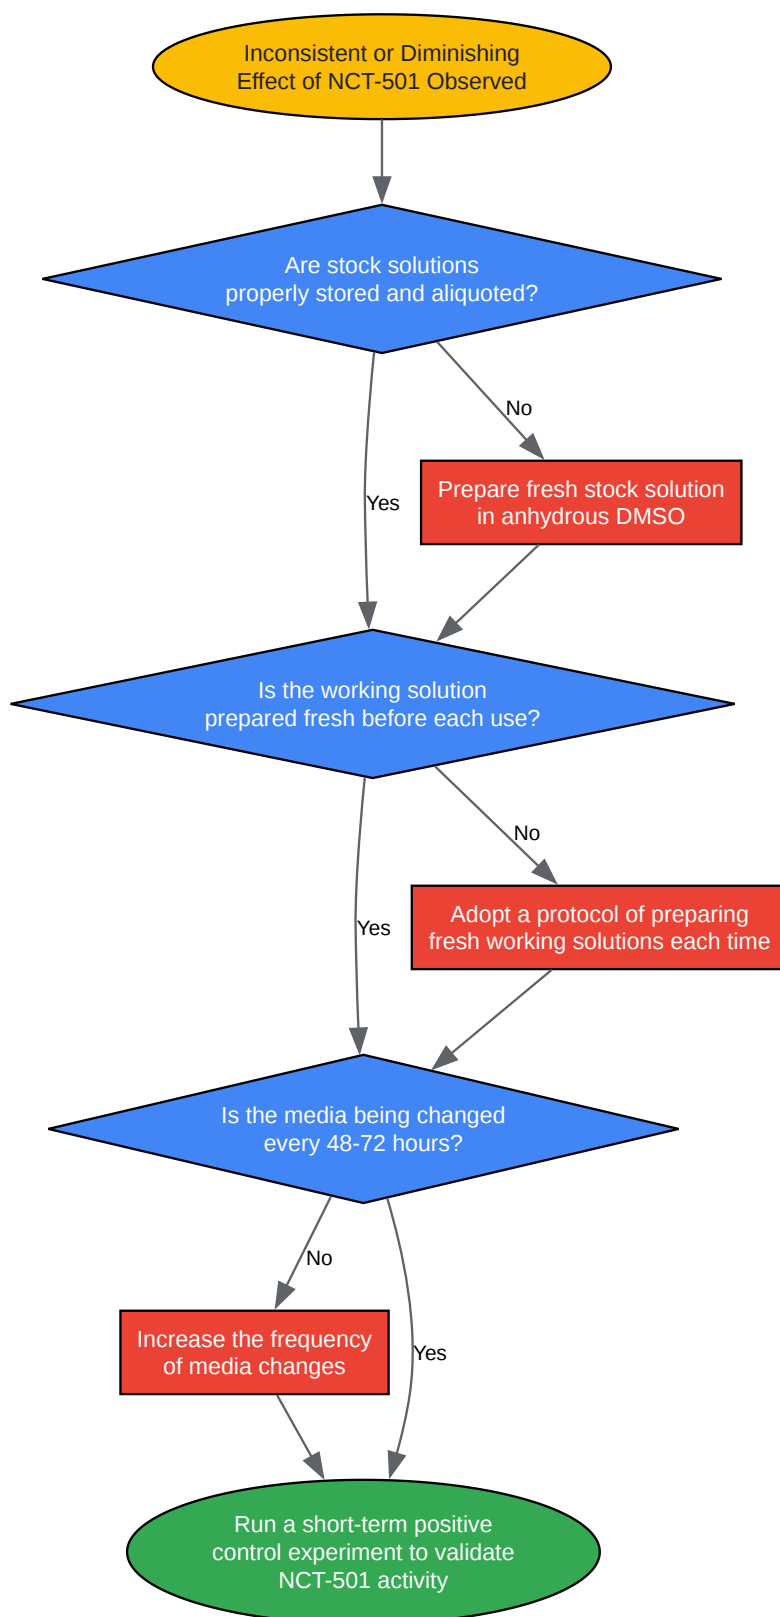 Inconsistent or Diminishing
Effect of NCT-501 Observed
Are stock solutions
properly stored and aliquoted?
No
Prepare fresh stock solution
in anhydrous DMSO
Yes
Is the working solution
prepared fresh before each use?
No
Adopt a protocol of preparing
fresh working solutions each time
Yes
Is the media being changed
every 48-72 hours?
No
Increase the frequency
of media changes
Yes
Run a short-term positive
control experiment to validate
NCT-501 activity